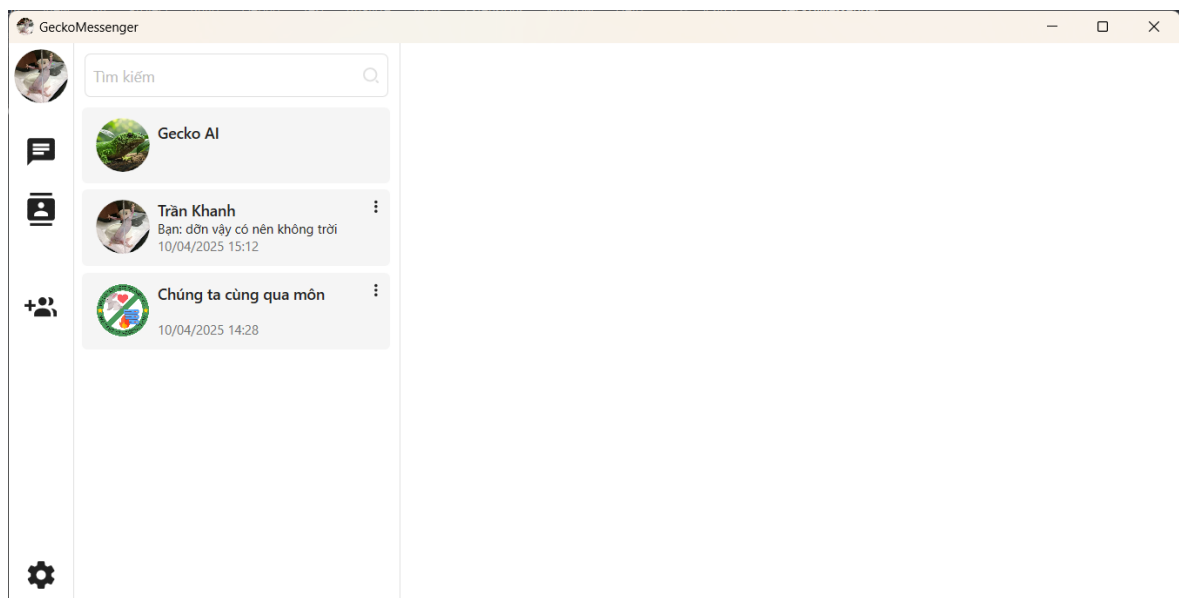 GeckoMessenger
Tìm kiếm
Gecko AI
Trần Khanh
Bạn: dỡn vậy có nên không trời
10/04/2025 15:12
Chúng ta cùng qua môn
10/04/2025 14:28